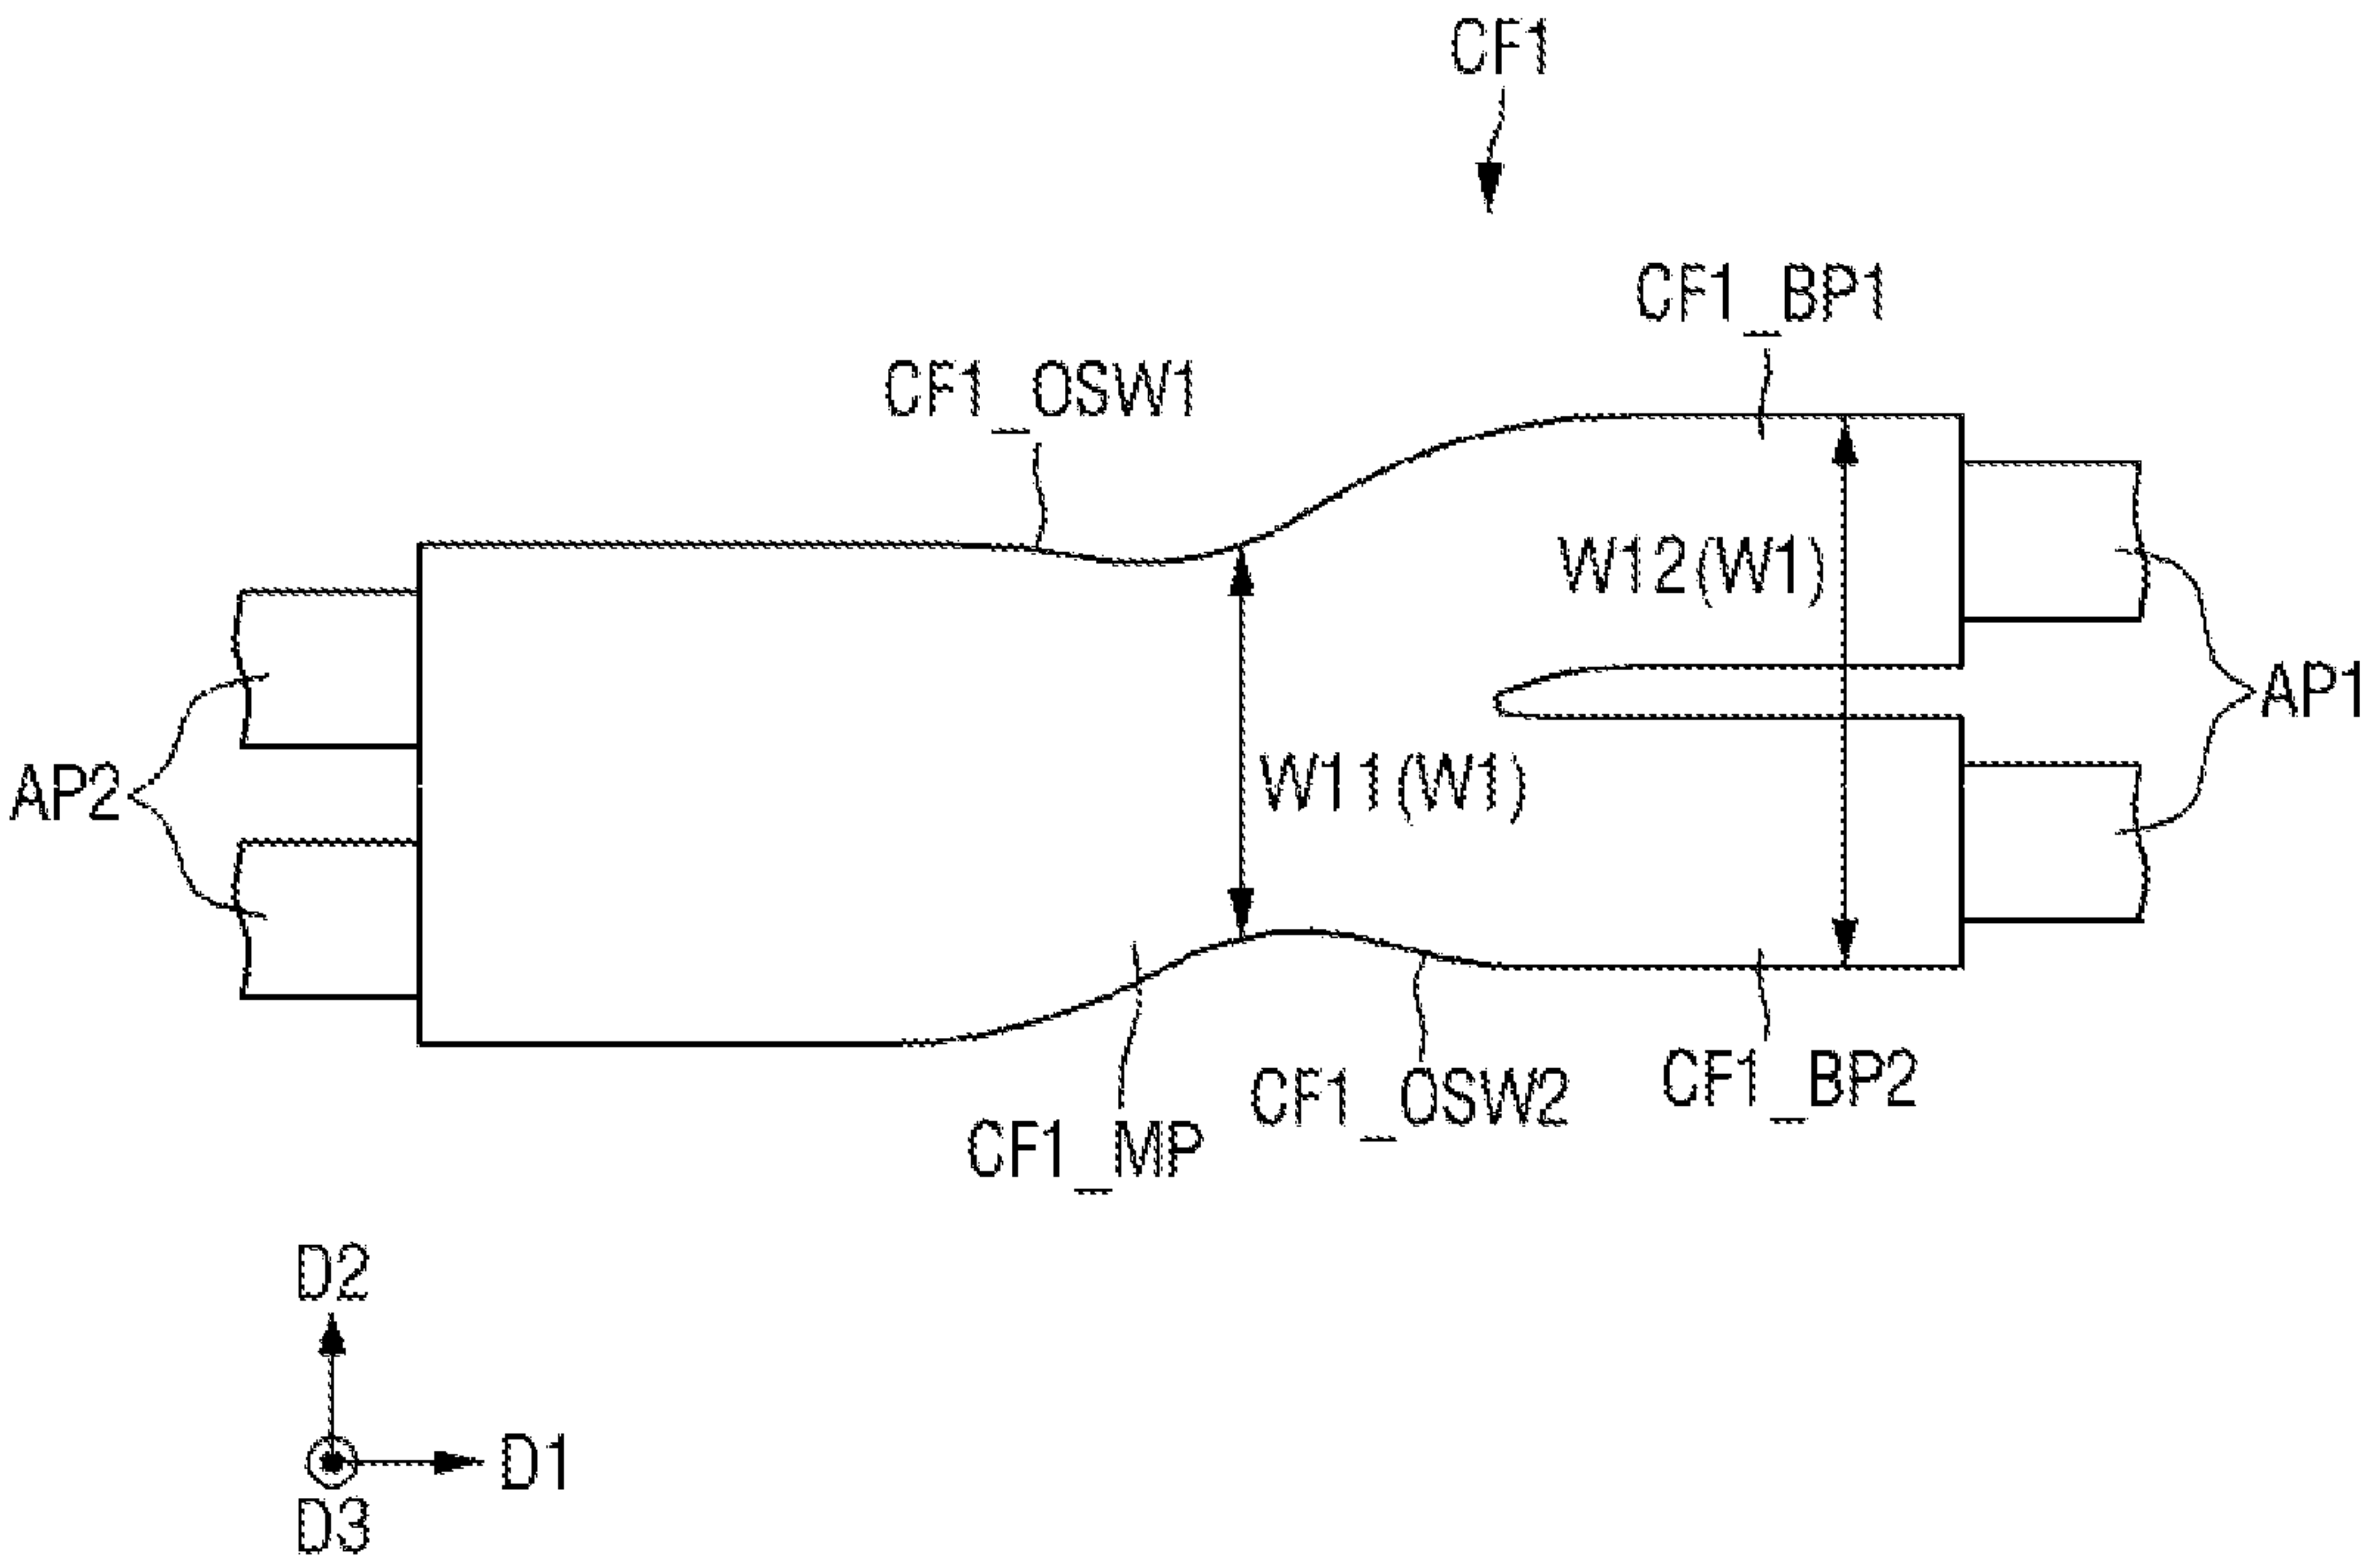 CF1
CF1_BP1
CF1_OSW1
W12(W1)
AP1
W11(W1)
AP2
CF1_BP2
CF1_OSW2
CF1_MP
D2
D1
D3